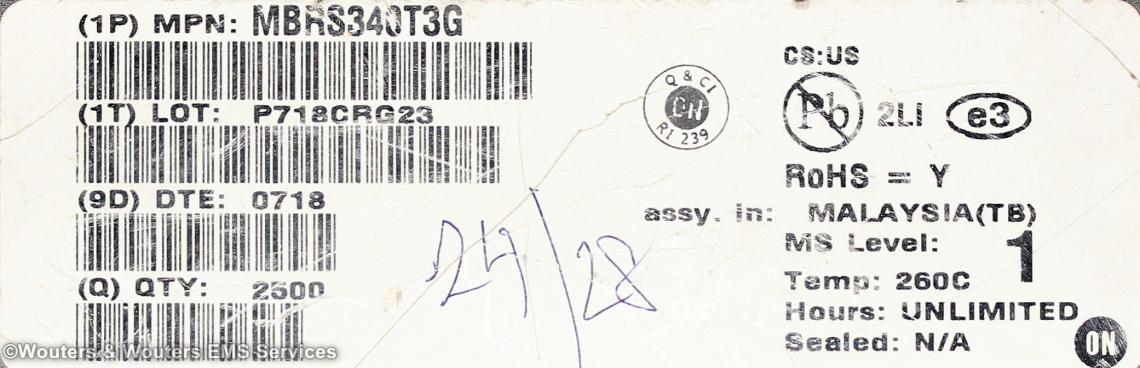 (1P) MPN: MBRS340T3G
(1T) LOT: P718CRG23
(9D) DTE: 0718
(Q) QTY: 2500
Q & CI
ON
RI 239
24/28
CS:US
Pb 2LI e3
RoHS = Y
assy. in: MALAYSIA(TB)
MS Level: 1
Temp: 260C
Hours: UNLIMITED
Sealed: N/A
ON
©Wouters & Wouters EMS Services